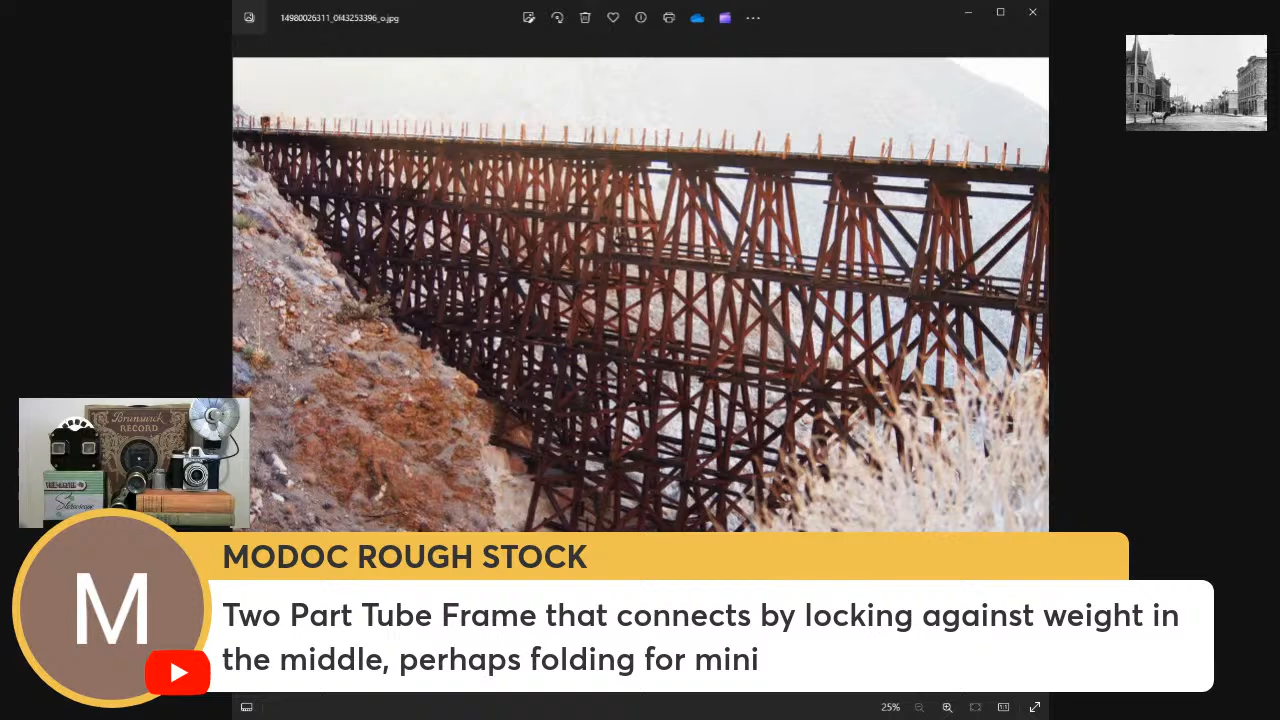 14980026311_0f43253396_o.jpg
Brunswick
RECORD
M
MODOC ROUGH STOCK
Two Part Tube Frame that connects by locking against weight in
the middle, perhaps folding for mini
25%